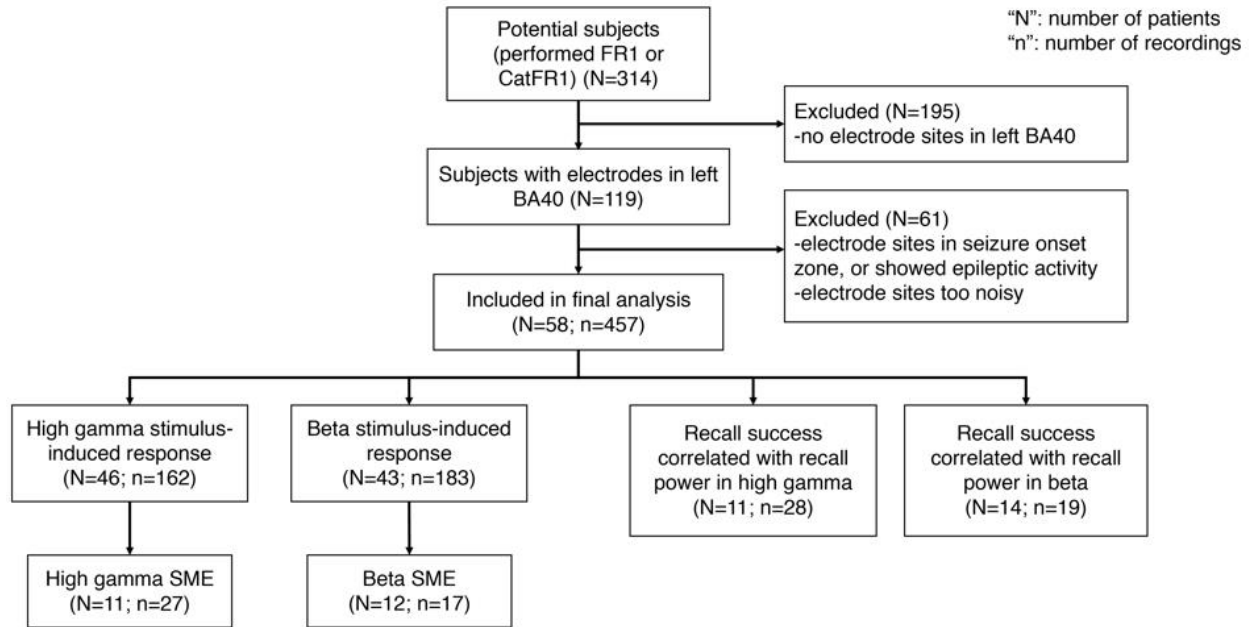 Potential subjects
(performed FR1 or
CatFR1) (N=314)
“N”: number of patients
“n”: number of recordings
Excluded (N=195)
-no electrode sites in left BA40
Subjects with electrodes in left
BA40 (N=119)
Excluded (N=61)
-electrode sites in seizure onset
zone, or showed epileptic activity
-electrode sites too noisy
Included in final analysis
(N=58; n=457)
High gamma stimulus-
induced response
(N=46; n=162)
Beta stimulus-induced
response
(N=43; n=183)
Recall success
correlated with recall
power in high gamma
(N=11; n=28)
Recall success
correlated with recall
power in beta
(N=14; n=19)
High gamma SME
(N=11; n=27)
Beta SME
(N=12; n=17)